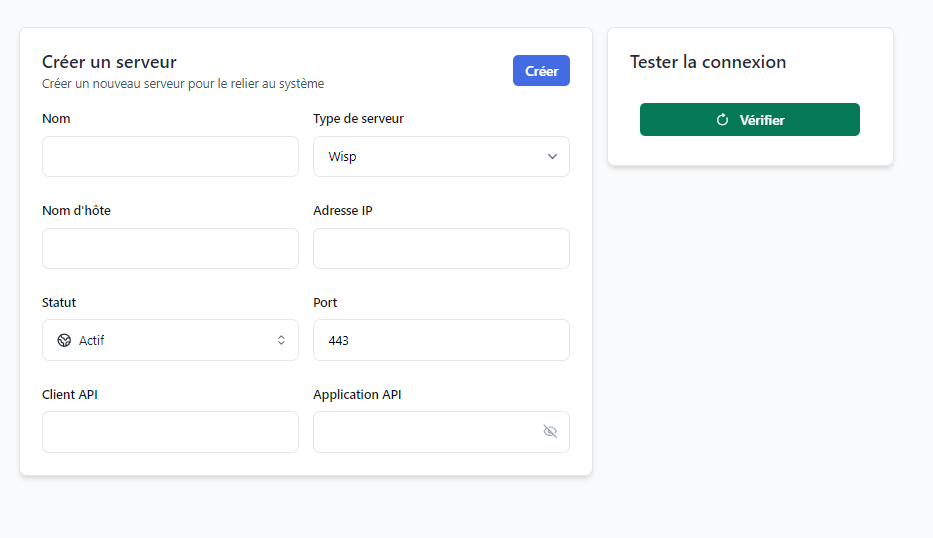 Créer un serveur
Créer un nouveau serveur pour le relier au système
Créer
Nom
Type de serveur
Wisp
Nom d'hôte
Adresse IP
Statut
Port
Actif
443
Client API
Application API
Tester la connexion
Vérifier